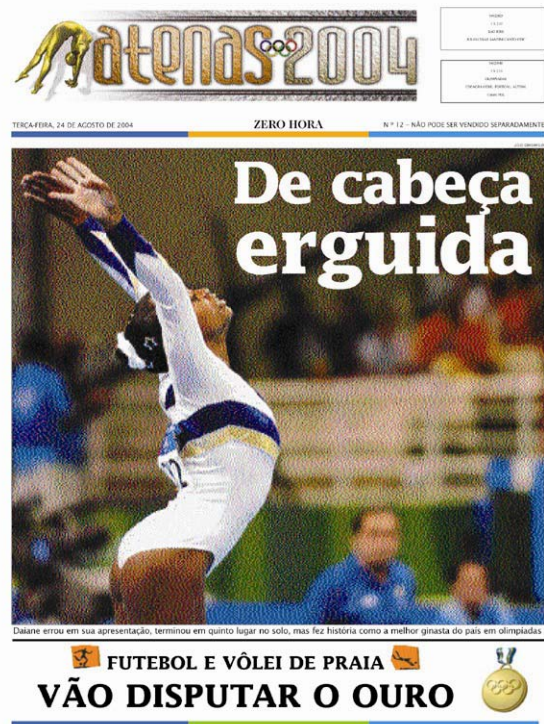 atenas 2004
TERÇA-FEIRA, 24 DE AGOSTO DE 2004
ZERO HORA
N º 12 – NÃO PODE SER VENDIDO SEPARADAMENTE
De cabeça
erguida
Daiane errou em sua apresentação, terminou em quinto lugar no solo, mas fez história como a melhor ginasta do país em olimpíadas
FUTEBOL E VÔLEI DE PRAIA
VÃO DISPUTAR O OURO